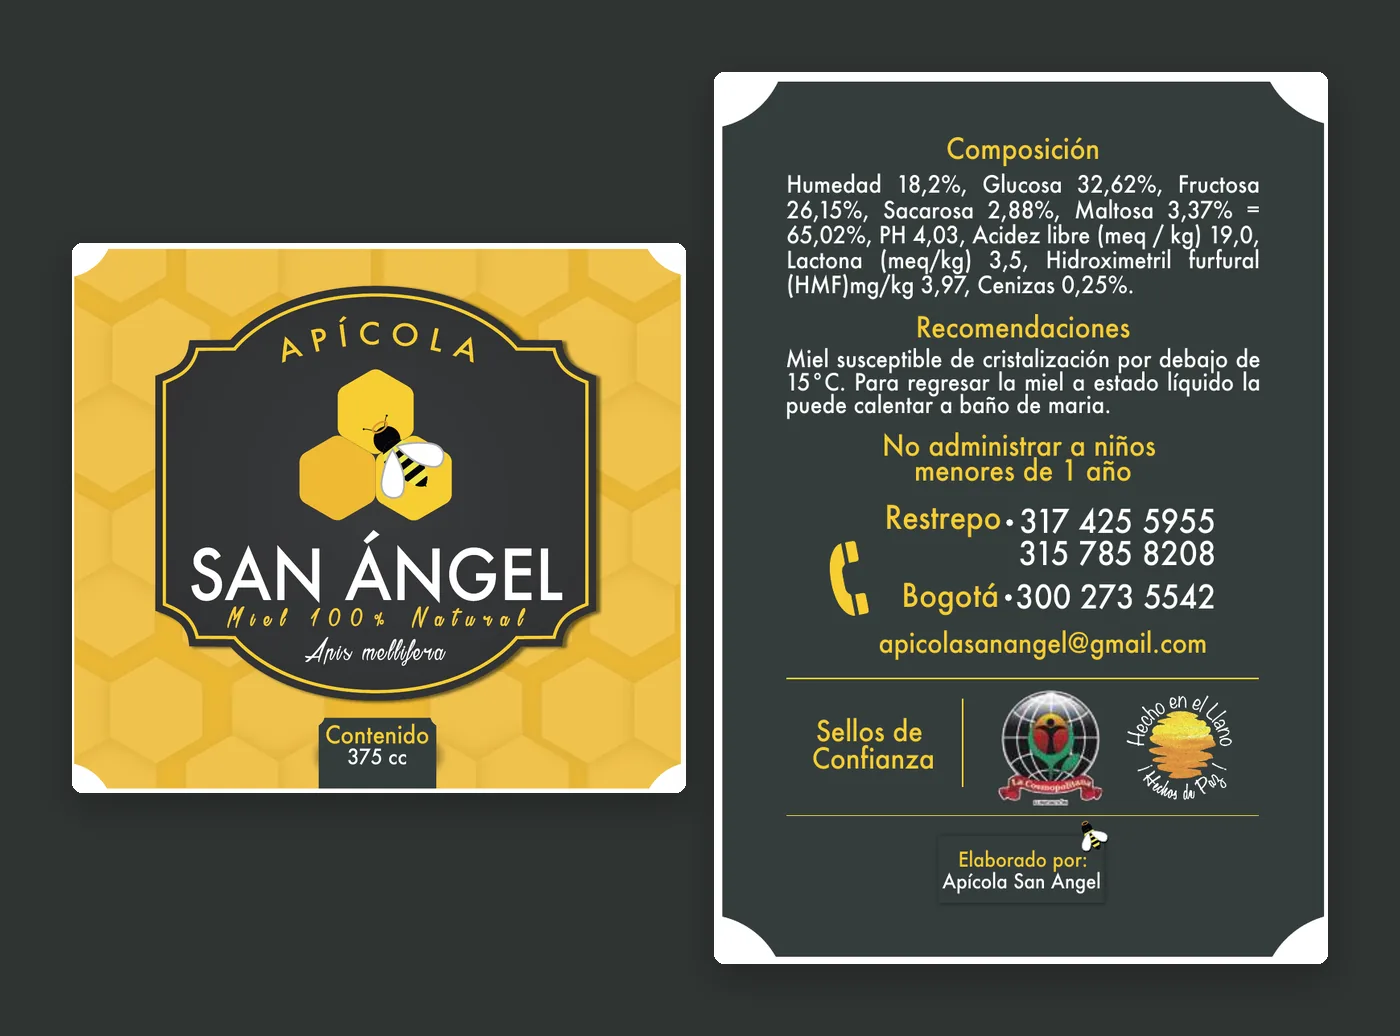 APÍCOLA
SAN ÁNGEL
Miel 100% Natural
Apis mellifera
Contenido
375 cc
Composición
Humedad 18,2%, Glucosa 32,62%, Fructosa
26,15%, Sacarosa 2,88%, Maltosa 3,37% =
65,02%, PH 4,03, Acidez libre (meq / kg) 19,0,
Lactona (meq/kg) 3,5, Hidroximetril furfural
(HMF)mg/kg 3,97, Cenizas 0,25%.
Recomendaciones
Miel susceptible de cristalización por debajo de
15°C. Para regresar la miel a estado líquido la
puede calentar a baño de maria.
No administrar a niños
menores de 1 año
Restrepo • 317 425 5955
315 785 8208
Bogotá • 300 273 5542
apicolasanangel@gmail.com
Sellos de
Confianza
La Cosmopolitana
Hecho en el Llano
¡Hechos de Paz!
Elaborado por:
Apícola San Angel